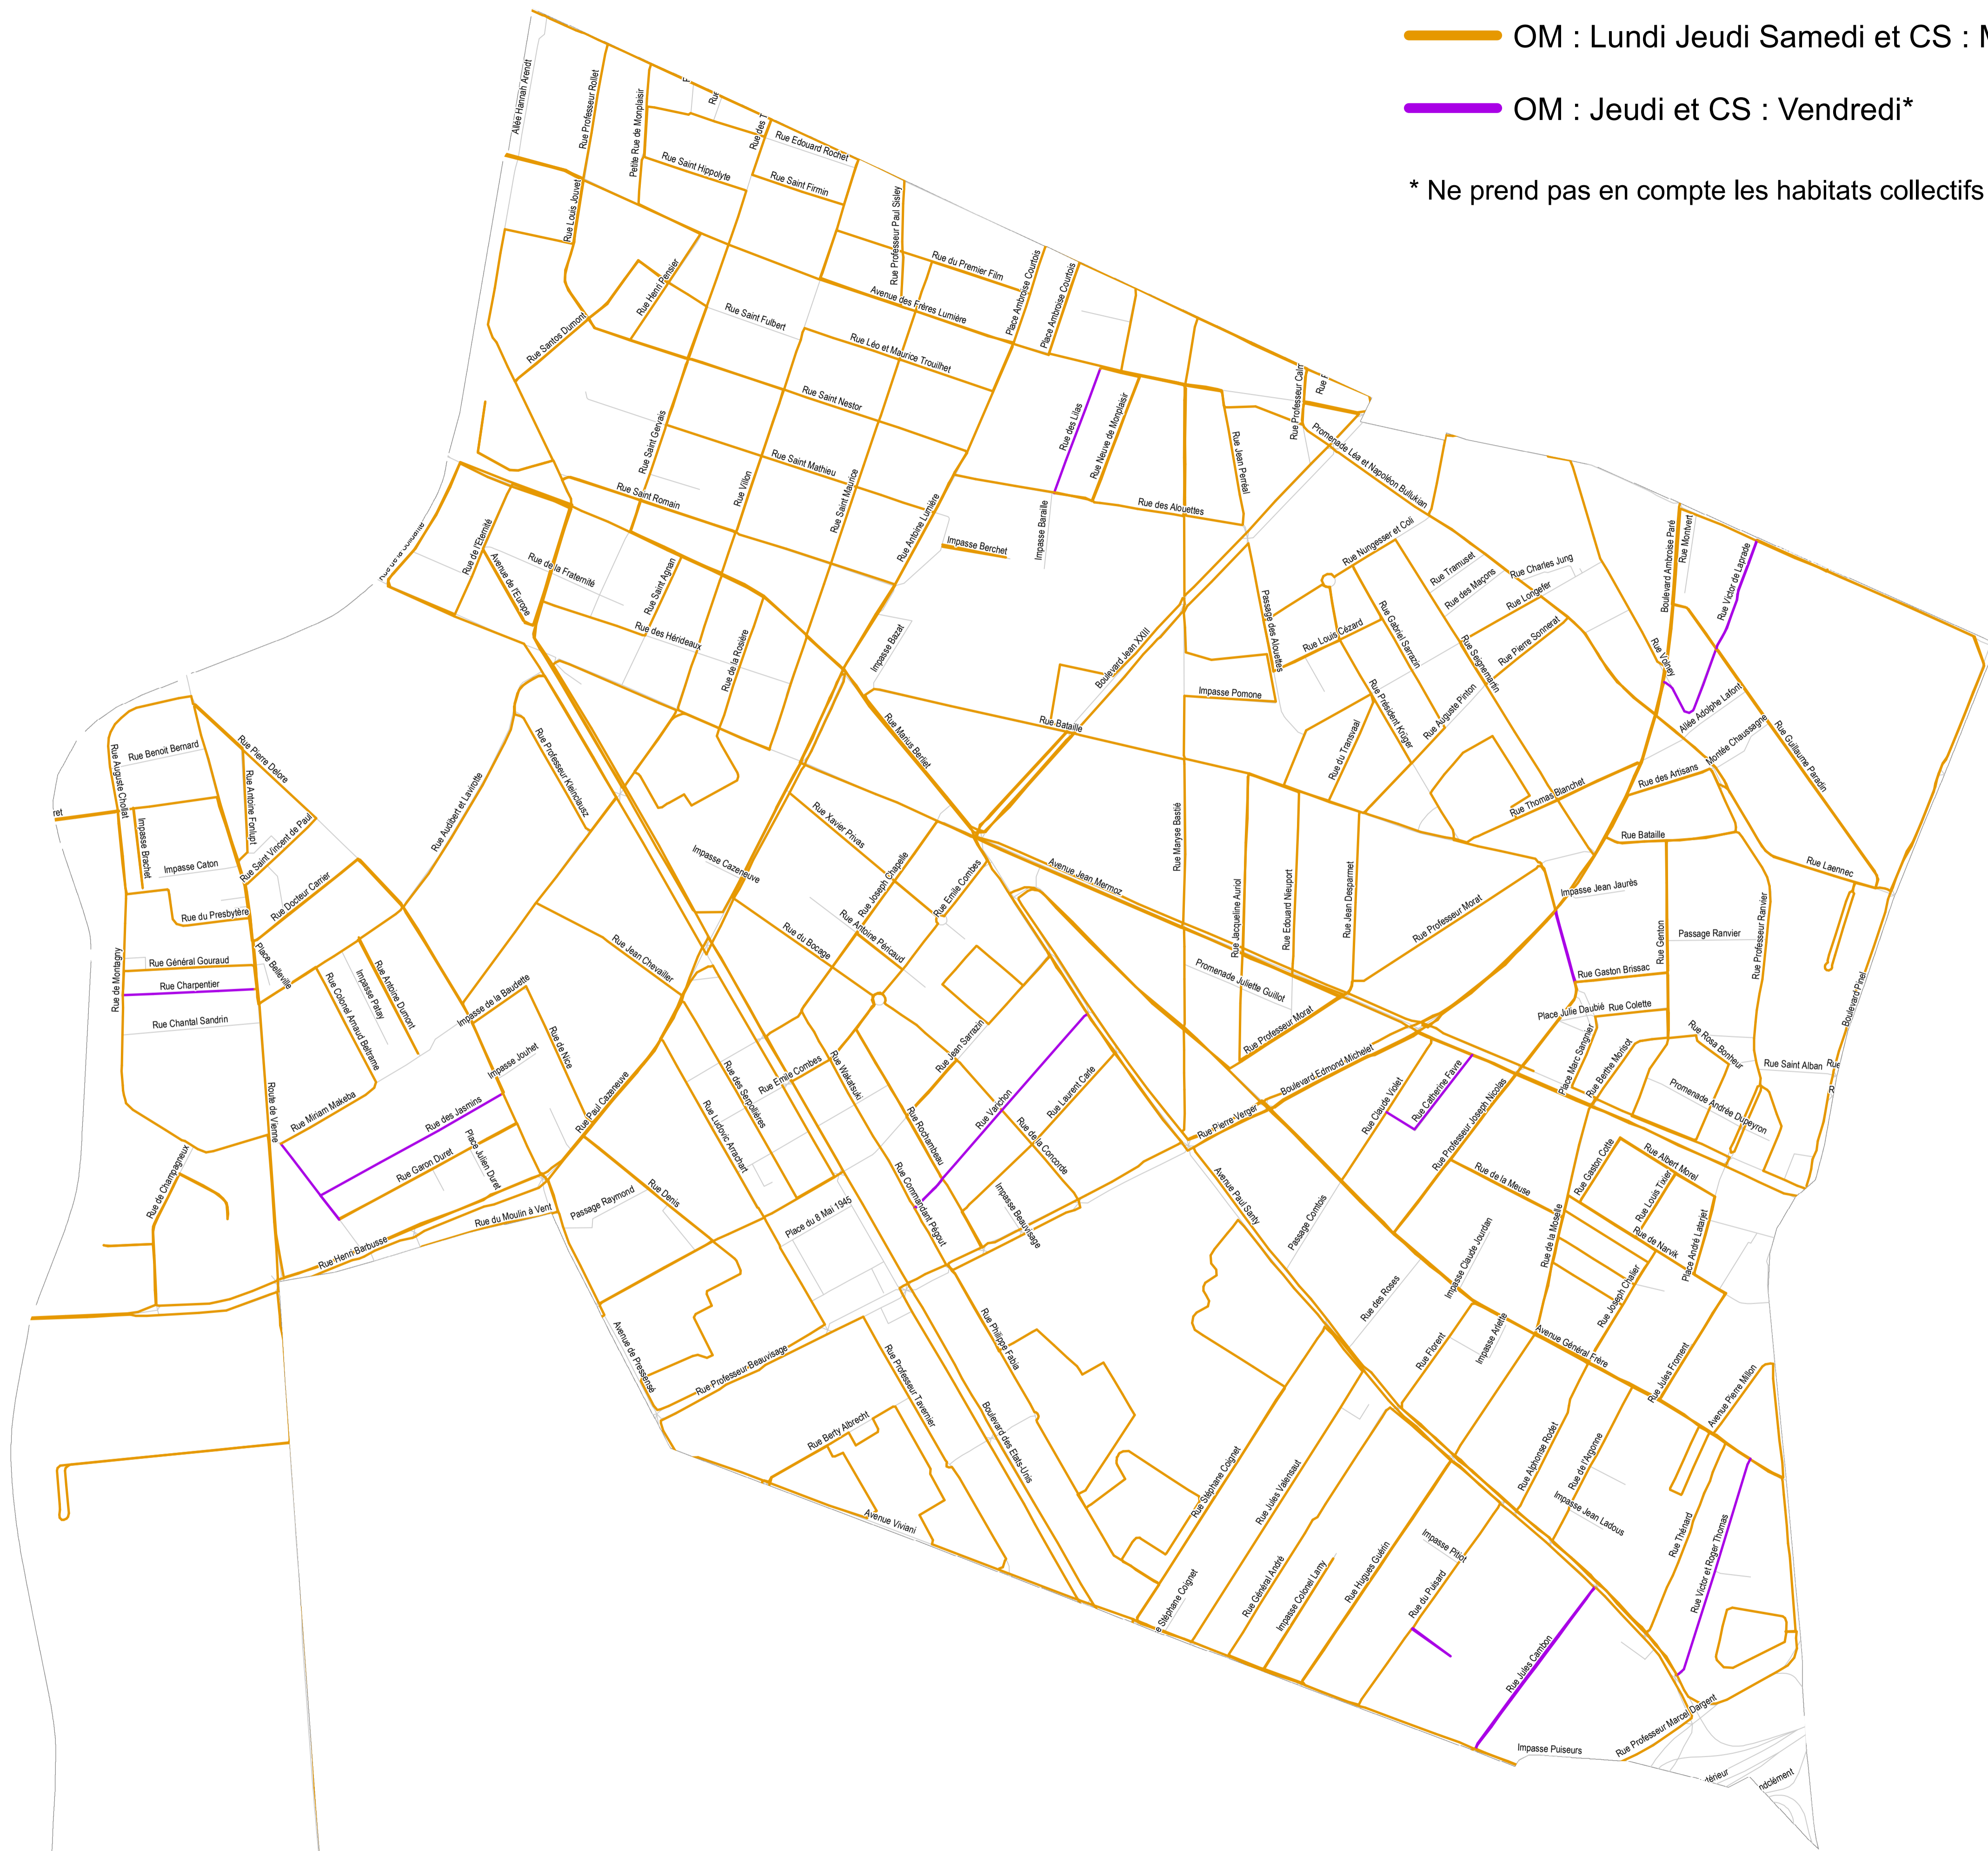 OM : Lundi Jeudi Samedi et CS : M
OM : Jeudi et CS : Vendredi*
* Ne prend pas en compte les habitats collectifs
Allée Hannah Arendt
Rue Professeur Rollet
Petite Rue de Monplaisir
Rue
Rue des T
Rue Edouard Rochet
Rue Saint Hippolyte
Rue Saint Firmin
Rue Louis Jouvet
Rue Professeur Paul Sisley
Rue du Premier Film
Place Ambroise Courtois
Place Ambroise Courtois
Rue Henri Pensier
Avenue des Frères Lumière
Rue Saint Fulbert
Rue Santos Dumont
Rue Léo et Maurice Trouilhet
Rue Saint Nestor
Rue des Lilas
Rue Neuve de Monplaisir
Rue Professeur Calm
Promenade Léa et Napoléon Bullukian
Rue Jean Perréal
Rue Saint Gervais
Rue Saint Mathieu
Rue Villon
Rue Saint Maurice
Rue Saint Romain
Rue des Alouettes
Rue Antoine Lumière
Impasse Berchet
Impasse Baraille
Rue de l'Eternité
Avenue de l'Europe
Rue de la Fraternité
Rue Saint Agnan
Rue des Hérideaux
Rue de la Rosière
Impasse Bazat
Boulevard Jean XXIII
Passage des Alouettes
Rue Nungesser et Coli
Rue Tramuset
Rue des Maçons
Rue Charles Jung
Rue Longefer
Rue Louis Cézard
Rue Gabriel Sarrazin
Rue Seignemartin
Rue Pierre Sonnerat
Boulevard Ambroise Paré
Rue Montvert
Rue Victor de Laprade
Rue Volney
Impasse Pomone
Rue Président Krüger
Rue Auguste Pinton
Rue du Transvaal
Rue Bataille
Allée Adolphe Lafont
Montée Chaussagne
Rue Guillaume Paradin
Rue des Artisans
Rue Thomas Blanchet
Rue Marius Berliet
Rue Benoit Bernard
Rue Pierre Delore
Rue Auguste Chollat
Rue Antoine Fonlupt
ret
Impasse Brachet
Rue Saint Vincent de Paul
Impasse Caton
Rue Audibert et Lavirotte
Rue Professeur Kleinclausz
Rue Docteur Carrier
Rue du Presbytère
Place Belleville
Rue de Montagny
Rue Général Gouraud
Rue Charpentier
Rue Chantal Sandrin
Rue Colonel Arnaud Beltrame
Impasse Patay
Rue Antoine Dumont
Rue Xavier Privas
Impasse Cazeneuve
Rue Joseph Chapelle
Rue Emile Combes
Rue Antoine Péricaud
Rue du Bocage
Avenue Jean Mermoz
Rue Maryse Bastié
Rue Jacqueline Auriol
Rue Edouard Nieuport
Rue Jean Desparmet
Promenade Juliette Guillot
Rue Professeur Morat
Rue Professeur Morat
Rue Bataille
Rue Laennec
Impasse Jean Jaurès
Rue Genton
Passage Ranvier
Rue Professeur Ranvier
Rue Gaston Brissac
Place Julie Daubié
Rue Colette
Boulevard Pinel
Rue Jean Chevailler
Impasse de la Baudette
Rue de Nice
Impasse Jouhet
Rue Miriam Makeba
Route de Vienne
Rue des Jasmins
Rue Garon Duret
Place Julien Duret
Rue Paul Cazeneuve
Rue des Serpollières
Rue Ludovic Arrachart
Rue Emile Combes
Rue Wakatsuki
Rue Jean Sarrazin
Rue Rochambeau
Rue Varichon
Rue Laurent Carle
Rue de la Concorde
Rue Pierre Verger
Boulevard Edmond Michelet
Rue Claude Violet
Rue Catherine Favre
Rue Professeur Joseph Nicolas
Place Marc Sangnier
Rue Berthe Morisot
Rue Rosa Bonheur
Rue Saint Alban
Promenade Andrée Dupeyron
Rue de Champagneux
Rue du Moulin à Vent
Rue Henri Barbusse
Passage Raymond
Rue Denis
Place du 8 Mai 1945
Rue Commandant Pégout
Impasse Beauvisage
Avenue Paul Santy
Passage Comtois
Rue des Roses
Rue de la Meuse
Rue Gaston Cotte
Rue Albert Morel
Rue Louis Tixier
Rue de Narvik
Place André Latarjet
Rue de la Moselle
Impasse Claude Jourdan
Rue Joseph Chalier
Avenue de Pressensé
Rue Professeur Beauvisage
Rue Philippe Fabia
Rue Professeur Tavernier
Boulevard des Etats-Unis
Rue Berty Albrecht
Avenue Viviani
Rue Florent
Impasse Arlette
Avenue Général Frère
Rue Jules Froment
Avenue Pierre Millon
Rue Stéphane Coignet
Rue Jules Valensaut
Rue Alphonse Rodet
Rue de l'Argonne
Impasse Jean Ladous
Rue Général André
Impasse Colonel Lamy
Rue Hugues Guérin
Impasse Pitiot
Rue du Puisard
Rue Thénard
Rue Victor et Roger Thomas
e Stéphane Coignet
Rue Jules Cambon
Rue Professeur Marcel Dargent
Impasse Puiseurs
térieur
ndclément